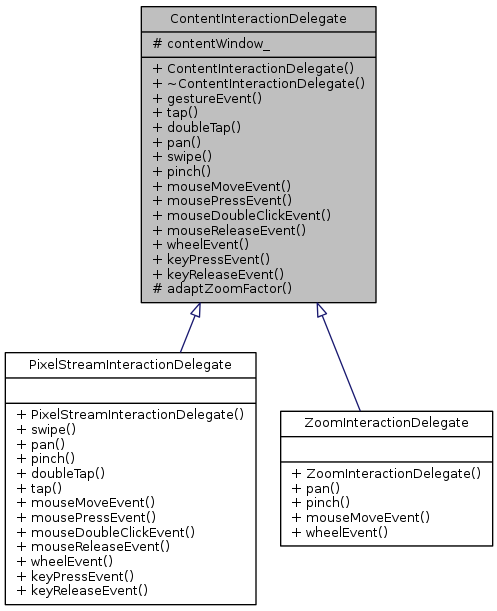 ContentInteractionDelegate
# contentWindow_
+ ContentInteractionDelegate()
+ ~ContentInteractionDelegate()
+ gestureEvent()
+ tap()
+ doubleTap()
+ pan()
+ swipe()
+ pinch()
+ mouseMoveEvent()
+ mousePressEvent()
+ mouseDoubleClickEvent()
+ mouseReleaseEvent()
+ wheelEvent()
+ keyPressEvent()
+ keyReleaseEvent()
# adaptZoomFactor()
PixelStreamInteractionDelegate
+ PixelStreamInteractionDelegate()
+ swipe()
+ pan()
+ pinch()
+ doubleTap()
+ tap()
+ mouseMoveEvent()
+ mousePressEvent()
+ mouseDoubleClickEvent()
+ mouseReleaseEvent()
+ wheelEvent()
+ keyPressEvent()
+ keyReleaseEvent()
ZoomInteractionDelegate
+ ZoomInteractionDelegate()
+ pan()
+ pinch()
+ mouseMoveEvent()
+ wheelEvent()